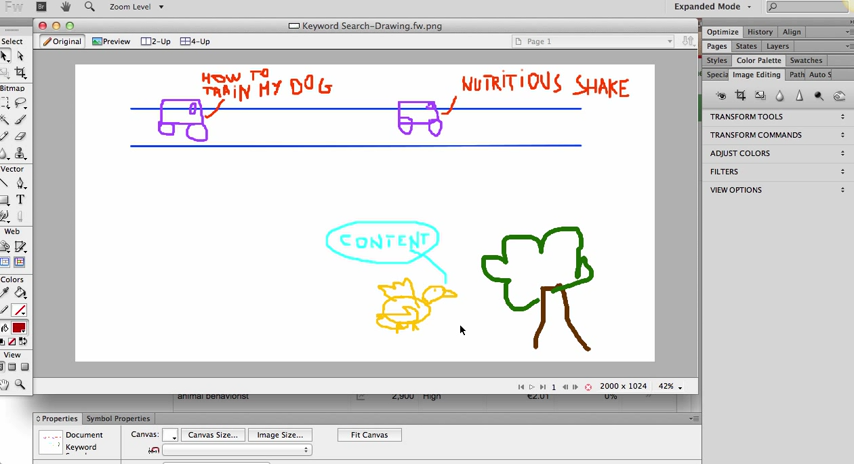 Zoom Level
Expanded Mode
Keyword Search-Drawing.fw.png
Original
Preview
2-Up
4-Up
Page 1
HOW TO
TRAIN MY DOG
NUTRITIOUS SHAKE
CONTENT
Select
Bitmap
Vector
Web
Colors
View
Optimize
History
Align
Pages
States
Layers
Styles
Color Palette
Swatches
Specia
Image Editing
Path
Auto S
TRANSFORM TOOLS
TRANSFORM COMMANDS
ADJUST COLORS
FILTERS
VIEW OPTIONS
1
2000 x 1024
42%
animal behaviorist
2,900
High
€2.01
0%
Properties
Symbol Properties
Document
Keyword
Canvas:
Canvas Size...
Image Size...
Fit Canvas